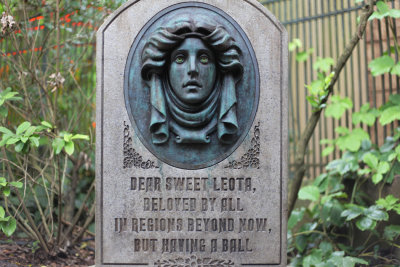 DEAR SWEET LEOTA,
BELOVED BY ALL
IN REGIONS BEYOND NOW,
BUT HAVING A BALL